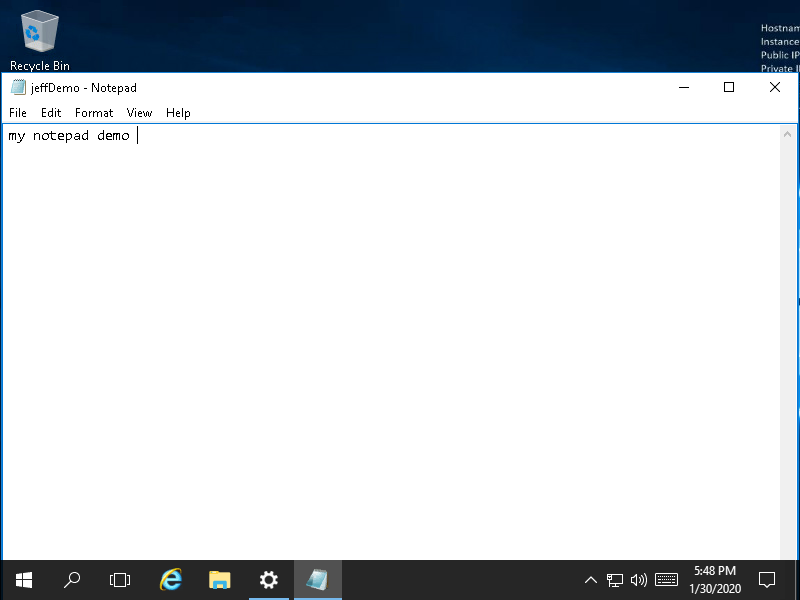 Recycle Bin
Hostnam
Instance
Public IP
Private I
jeffDemo - Notepad
File Edit Format View Help
my notepad demo
5:48 PM
1/30/2020